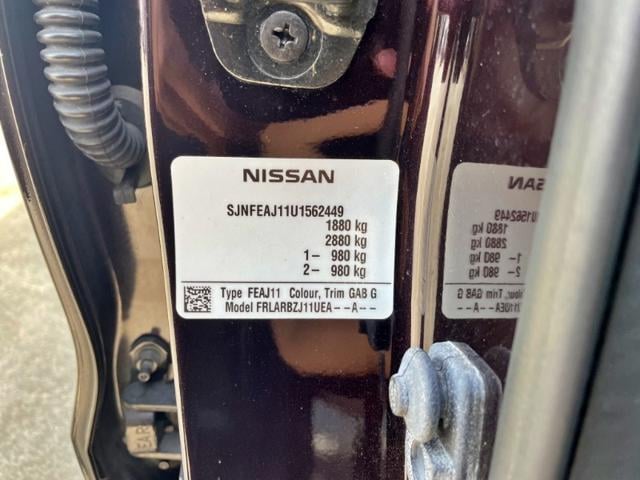 NISSAN
SJNFEAJ11U1562449
1880 kg
2880 kg
1– 980 kg
2– 980 kg
Type FEAJ11 Colour, Trim GAB G
Model FRLARBZJ11UEA--A--